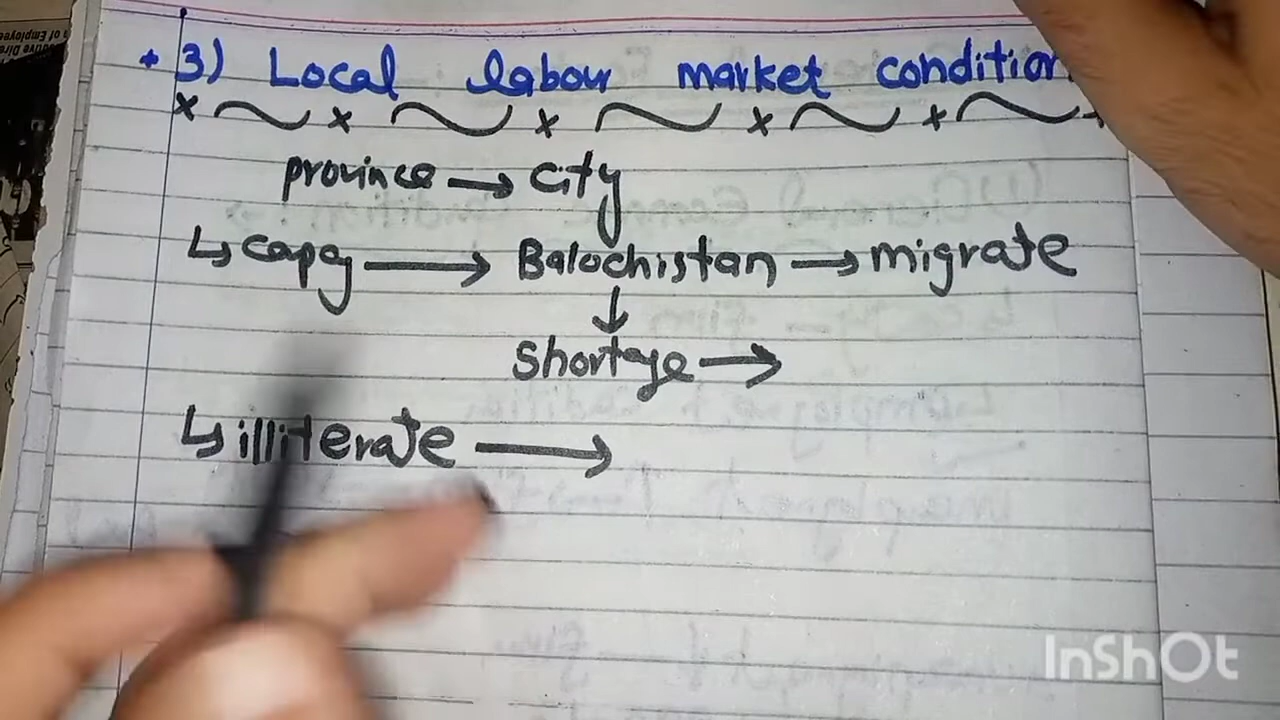 3) Local labour market condition
province → city
↳ capg → Balochistan → migrate
↓
Shortage →
↳ illiterate →
InShOt